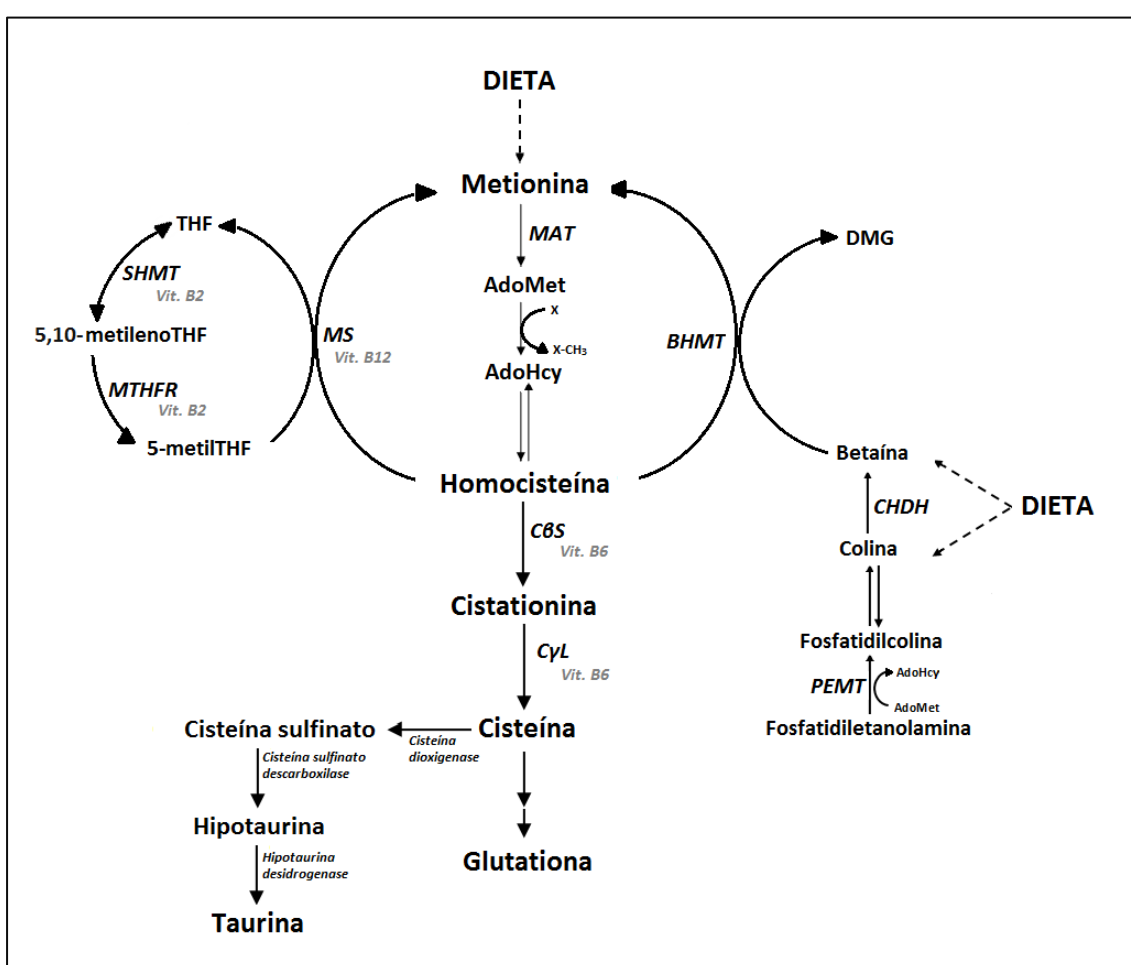 DIETA
Metionina
THF
MAT
DMG
SHMT
Vit. B2
AdoMet
X
5,10-metilenoTHF
MS
Vit. B12
BHMT
X-CH₃
AdoHcy
MTHFR
Vit. B2
5-metilTHF
Betaína
Homocisteína
CHDH
DIETA
CβS
Vit. B6
Colina
Cistationina
Fosfatidilcolina
CγL
Vit. B6
PEMT
AdoHcy
AdoMet
Fosfatidiletanolamina
Cisteína sulfinato
Cisteína
dioxigenase
Cisteína
Cisteína sulfinato
descarboxilase
Hipotaurina
Glutationa
Hipotaurina
desidrogenase
Taurina